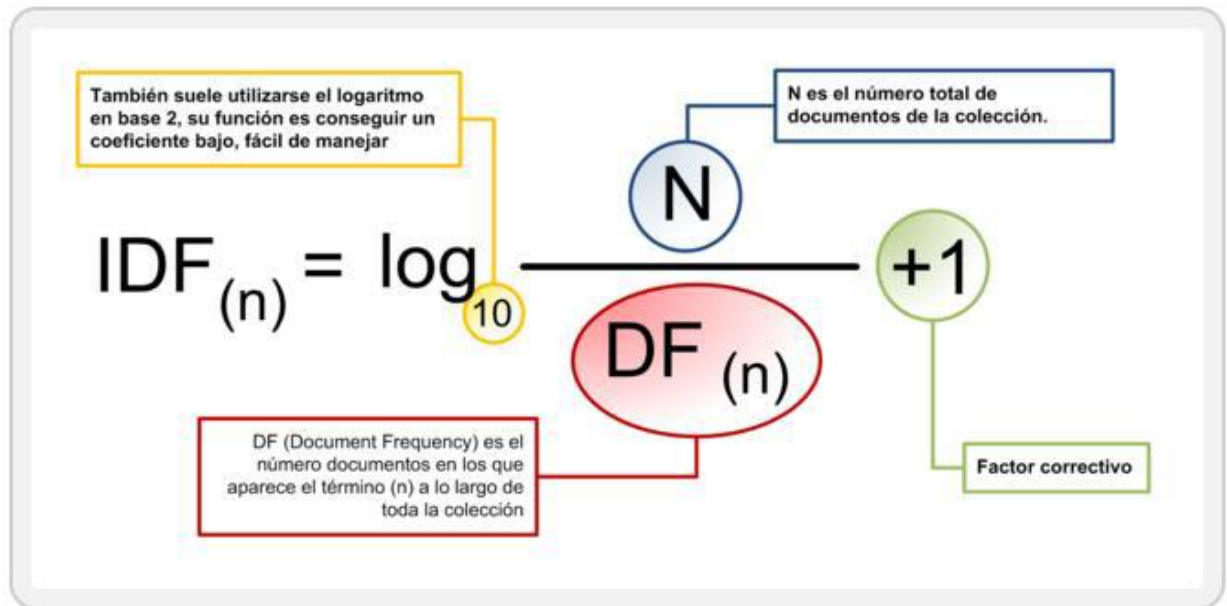 También suele utilizarse el logaritmo
en base 2, su función es conseguir un
coeficiente bajo, fácil de manejar
N es el número total de
documentos de la colección.
N
IDF (n) = log 10 +1
DF (n)
DF (Document Frequency) es el
número documentos en los que
aparece el término (n) a lo largo de
toda la colección
Factor correctivo